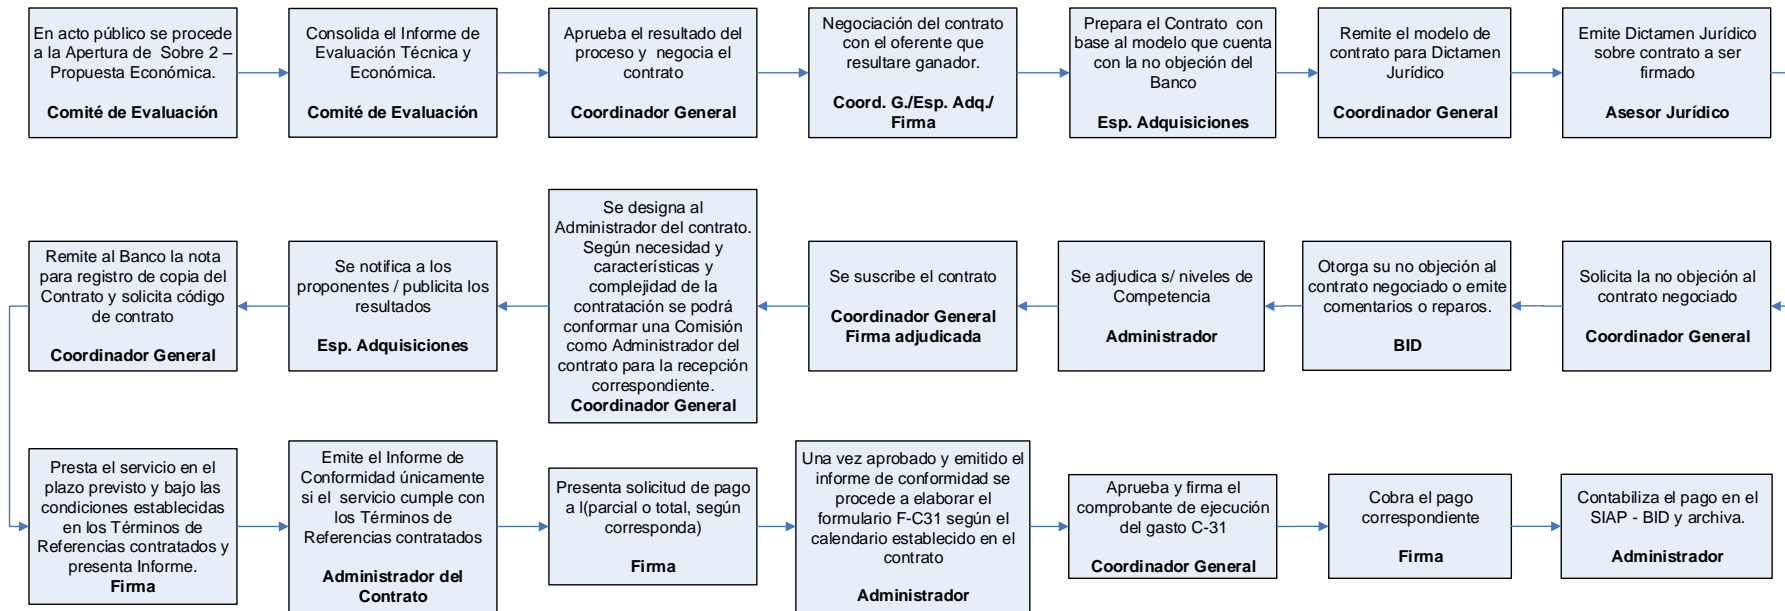 En acto público se procede
a la Apertura de Sobre 2 –
Propuesta Económica.
Comité de Evaluación
Consolida el Informe de
Evaluación Técnica y
Económica.
Comité de Evaluación
Aprueba el resultado del
proceso y negocia el
contrato
Coordinador General
Negociación del contrato
con el oferente que
resultare ganador.
Coord. G./Esp. Adq./
Firma
Prepara el Contrato con
base al modelo que cuenta
con la no objeción del
Banco
Esp. Adquisiciones
Remite el modelo de
contrato para Dictamen
Jurídico
Coordinador General
Emite Dictamen Jurídico
sobre contrato a ser
firmado
Asesor Jurídico
Solicita la no objeción al
contrato negociado
Coordinador General
Otorga su no objeción al
contrato negociado o emite
comentarios o reparos.
BID
Se adjudica s/ niveles de
Competencia
Administrador
Se suscribe el contrato
Coordinador General
Firma adjudicada
Se designa al
Administrador del contrato.
Según necesidad y
características y
complejidad de la
contratación se podrá
conformar una Comisión
como Administrador del
contrato para la recepción
correspondiente.
Coordinador General
Se notifica a los
proponentes / publicita los
resultados
Esp. Adquisiciones
Remite al Banco la nota
para registro de copia del
Contrato y solicita código
de contrato
Coordinador General
Presta el servicio en el
plazo previsto y bajo las
condiciones establecidas
en los Términos de
Referencias contratados y
presenta Informe.
Firma
Emite el Informe de
Conformidad únicamente
si el servicio cumple con
los Términos de
Referencias contratados
Administrador del
Contrato
Presenta solicitud de pago
a l(parcial o total, según
corresponda)
Firma
Una vez aprobado y emitido el
informe de conformidad se
procede a elaborar el
formulario F-C31 según el
calendario establecido en el
contrato
Administrador
Aprueba y firma el
comprobante de ejecución
del gasto C-31
Coordinador General
Cobra el pago
correspondiente
Firma
Contabiliza el pago en el
SIAP - BID y archiva.
Administrador